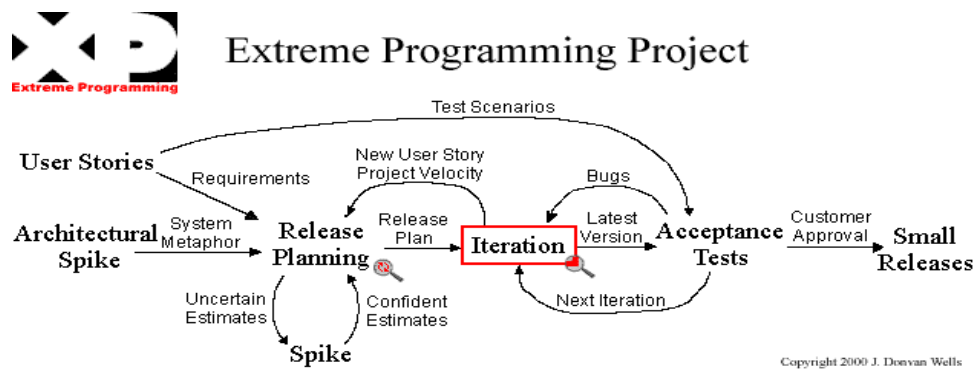 XP
Extreme Programming
Extreme Programming Project
Test Scenarios
User Stories
New User Story
Project Velocity
Bugs
Requirements
Architectural
Spike
System
Metaphor
Release
Planning
Release
Plan
Iteration
Latest
Version
Acceptance
Tests
Customer
Approval
Small
Releases
Uncertain
Estimates
Confident
Estimates
Next Iteration
Spike
Copyright 2000 J. Donvan Wells